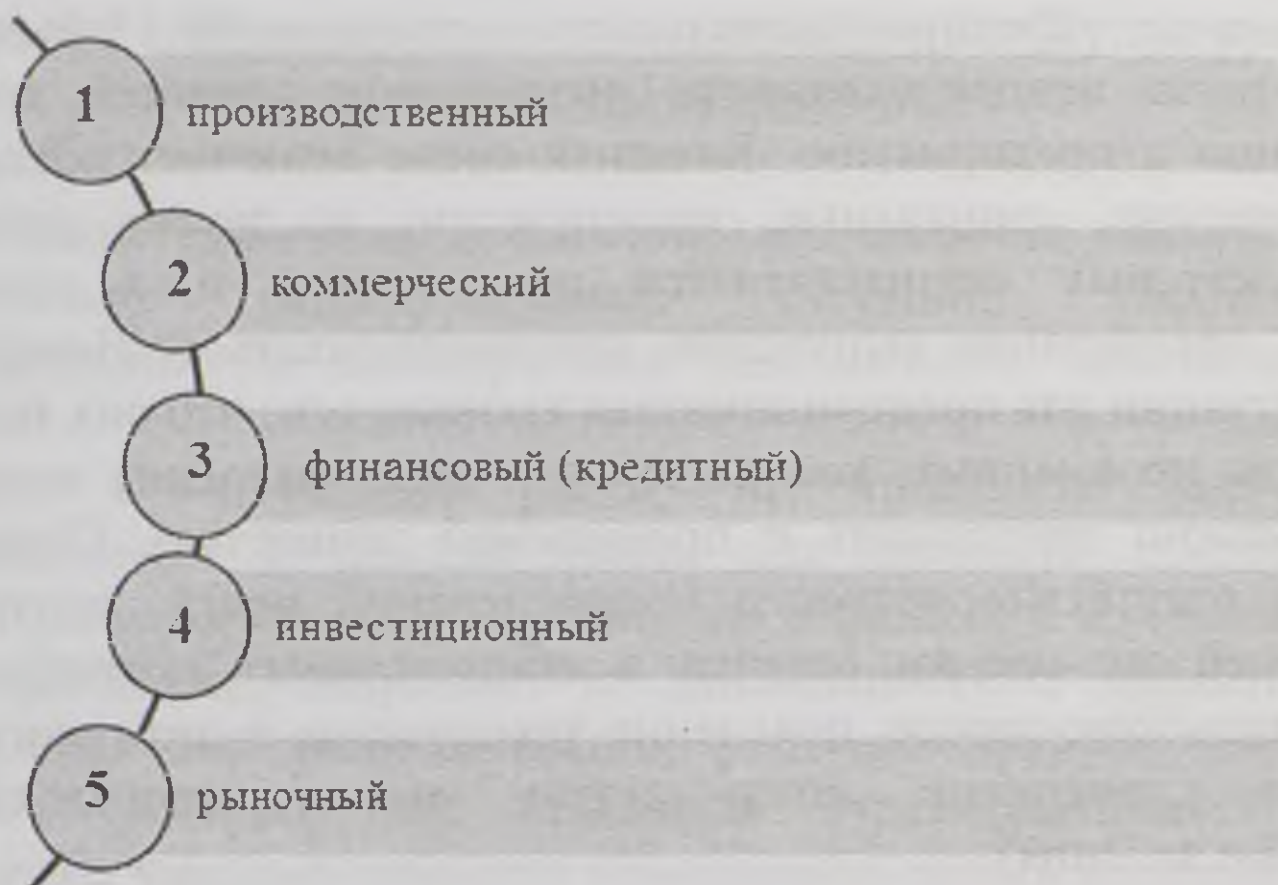 1 производственный
2 коммерческий
3 финансовый (кредитный)
4 инвестиционный
5 рыночный